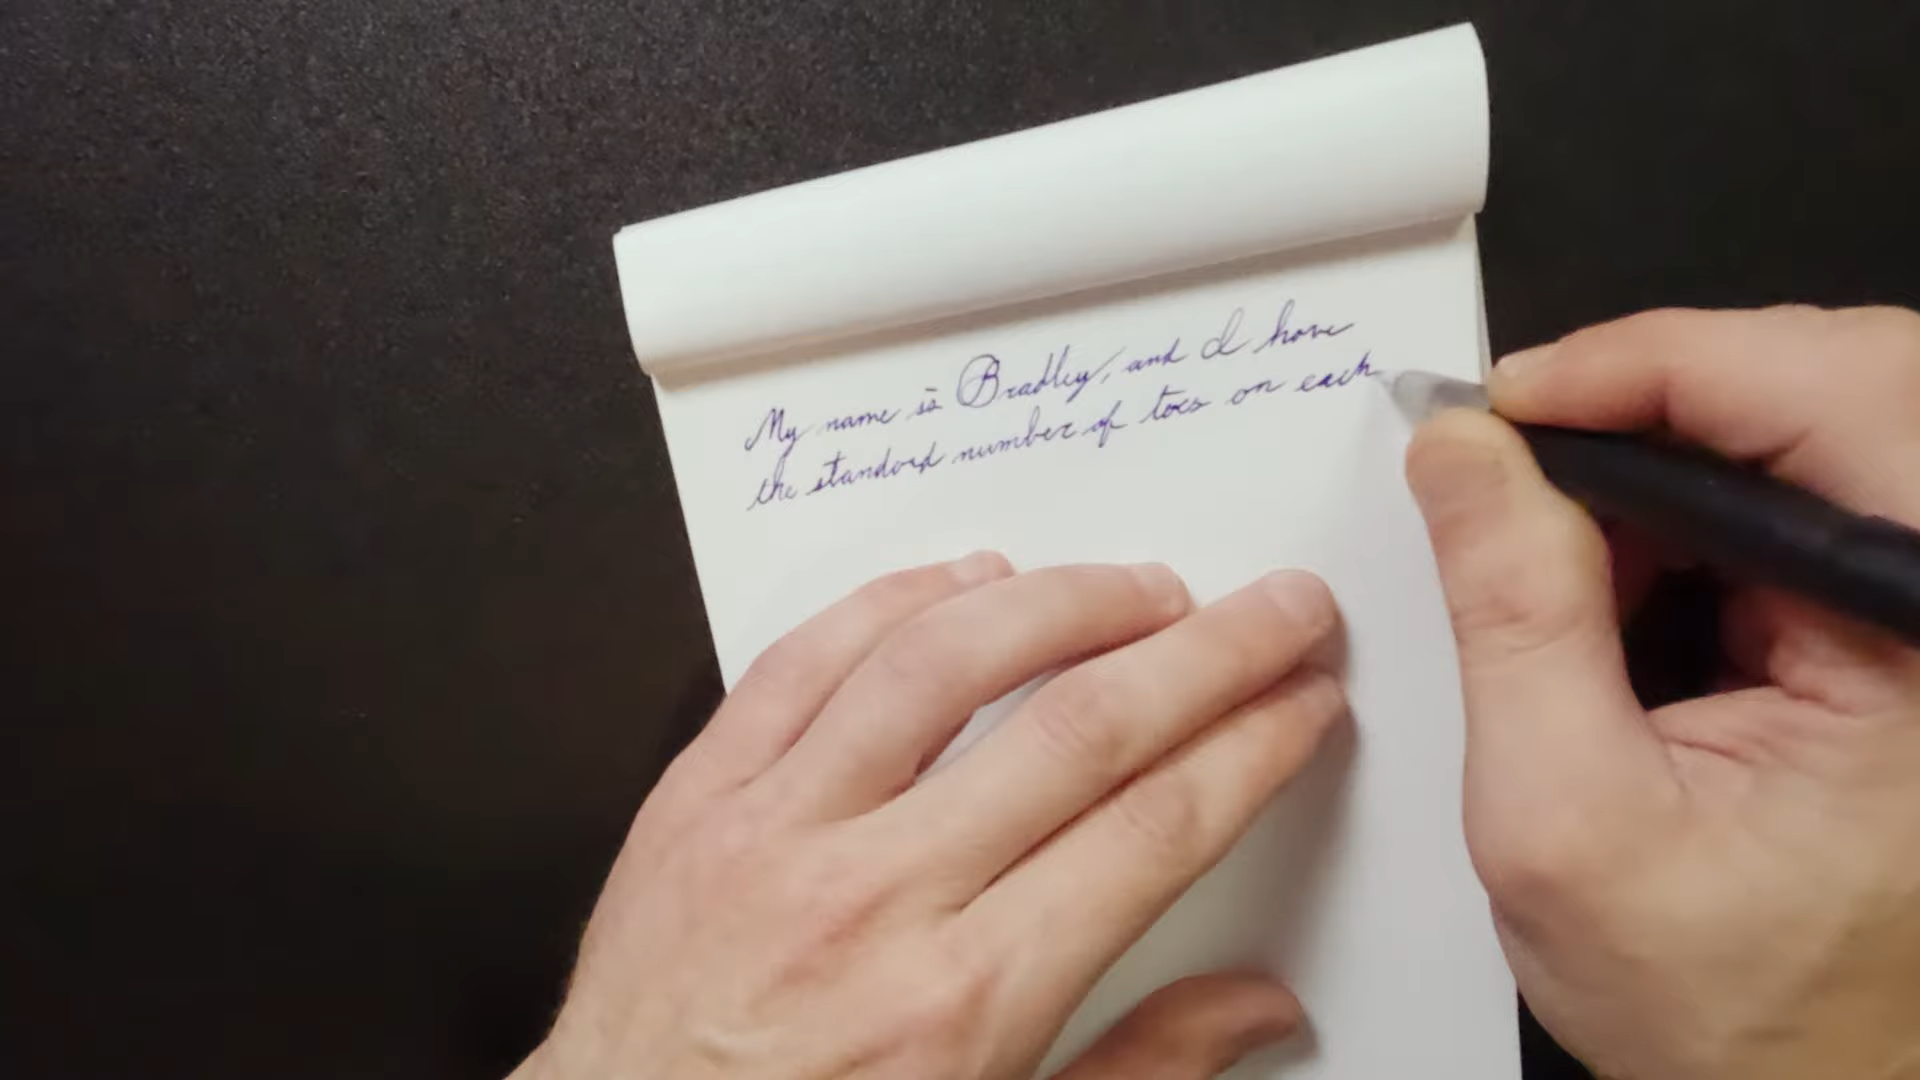 My name is Bradley, and I have
the standard number of toes on each